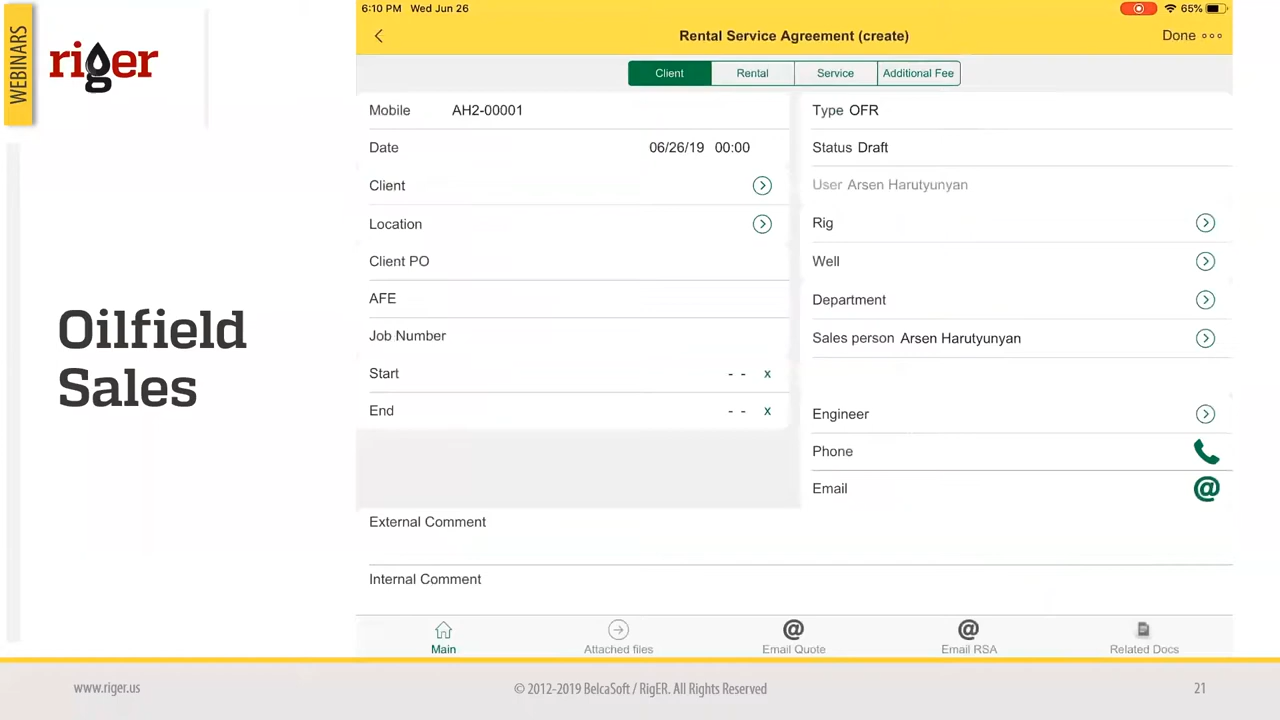 WEBINARS
riger
Oilfield
Sales
6:10 PM Wed Jun 26
65%
Rental Service Agreement (create)
Done
Client Rental Service Additional Fee
Mobile AH2-00001
Date 06/26/19 00:00
Client
Location
Client PO
AFE
Job Number
Start - - x
End - - x
Type OFR
Status Draft
User Arsen Harutyunyan
Rig
Well
Department
Sales person Arsen Harutyunyan
Engineer
Phone
Email @
External Comment
Internal Comment
@ @
Main Attached files Email Quote Email RSA Related Docs
www.riger.us
© 2012-2019 BelcaSoft / RigER. All Rights Reserved
21